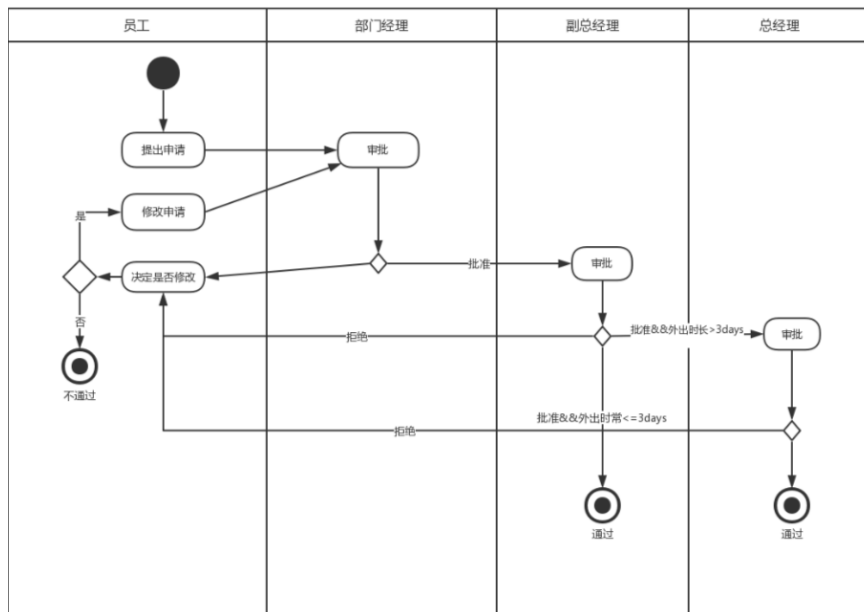 员工
部门经理
副总经理
总经理
提出申请
审批
修改申请
是
决定是否修改
批准
审批
否
拒绝
批准&&外出时长>3days
审批
不通过
批准&&外出时常<=3days
拒绝
通过
通过